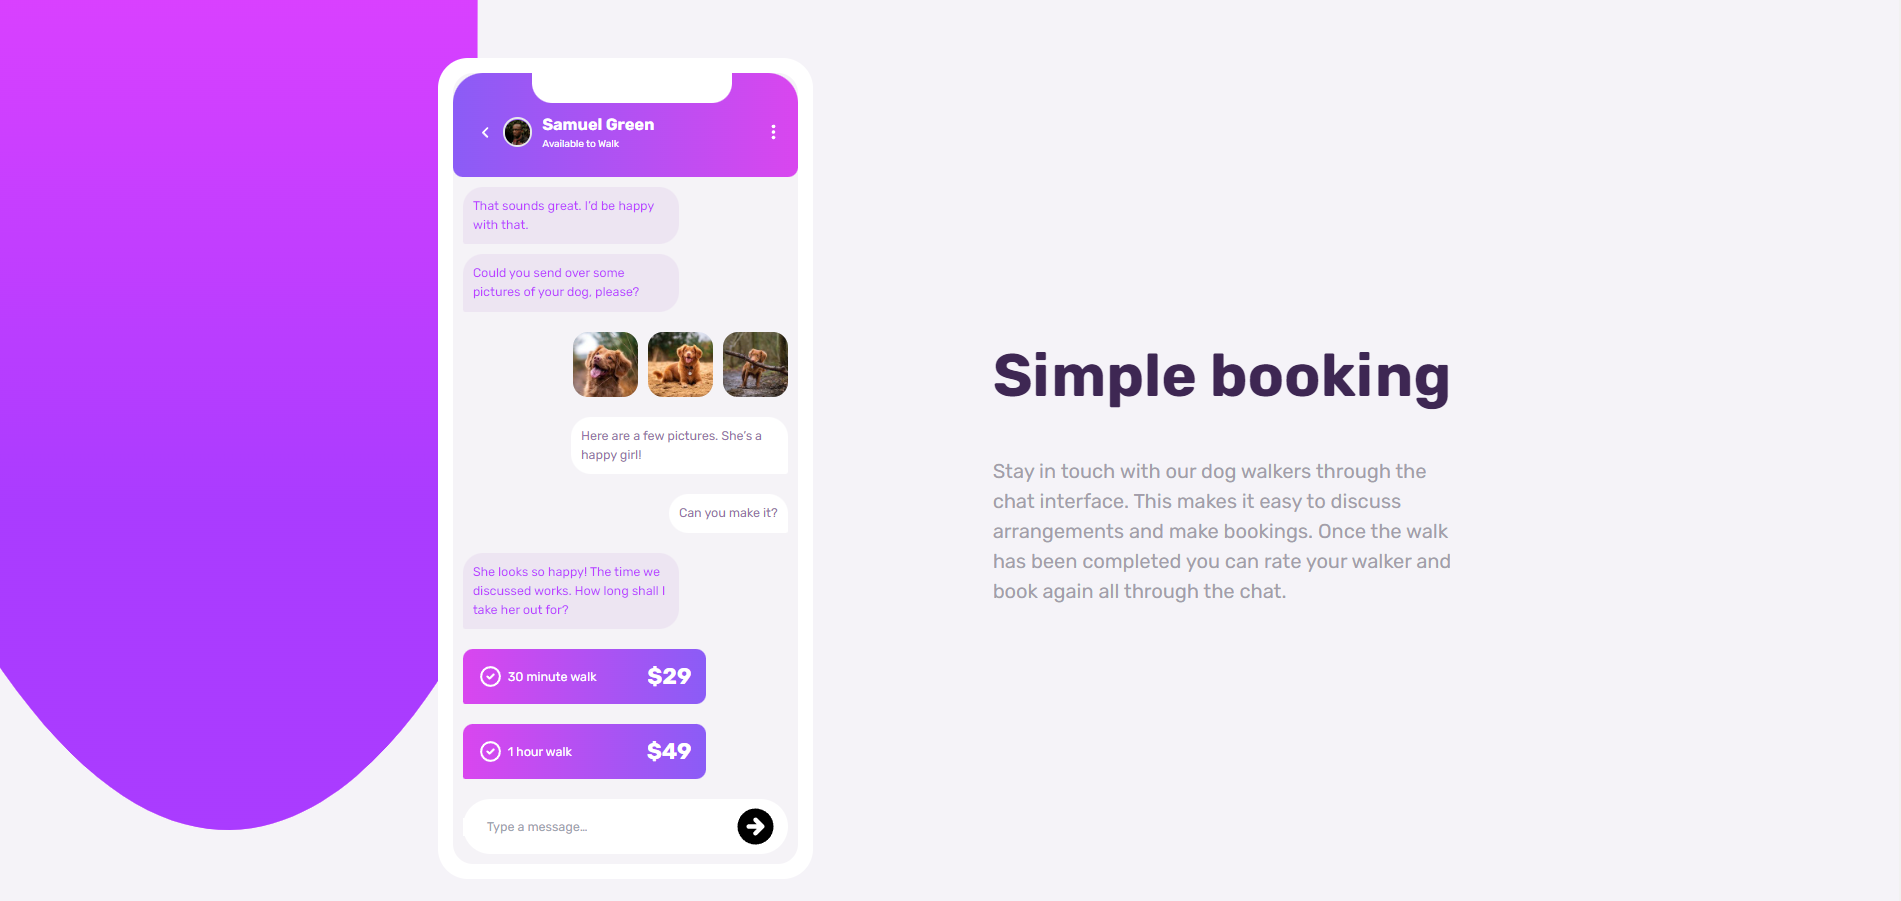 Samuel Green
Available to Walk
That sounds great. I'd be happy
with that.
Could you send over some
pictures of your dog, please?
Here are a few pictures. She's a
happy girl!
Can you make it?
She looks so happy! The time we
discussed works. How long shall I
take her out for?
30 minute walk $29
1 hour walk $49
Type a message...
Simple booking
Stay in touch with our dog walkers through the
chat interface. This makes it easy to discuss
arrangements and make bookings. Once the walk
has been completed you can rate your walker and
book again all through the chat.